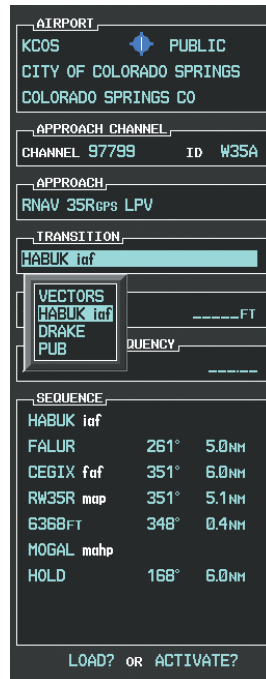 AIRPORT
KCOS PUBLIC
CITY OF COLORADO SPRINGS
COLORADO SPRINGS CO
APPROACH CHANNEL
CHANNEL 97799 ID W35A
APPROACH
RNAV 35RGPS LPV
TRANSITION
HABUK iaf
VECTORS
HABUK iaf
DRAKE
PUB
_____FT
QUENCY
___.__
SEQUENCE
HABUK iaf
FALUR 261° 5.0NM
CEGIX faf 351° 6.0NM
RW35R map 351° 5.1NM
6368FT 348° 0.4NM
MOGAL mahp
HOLD 168° 6.0NM
LOAD? OR ACTIVATE?